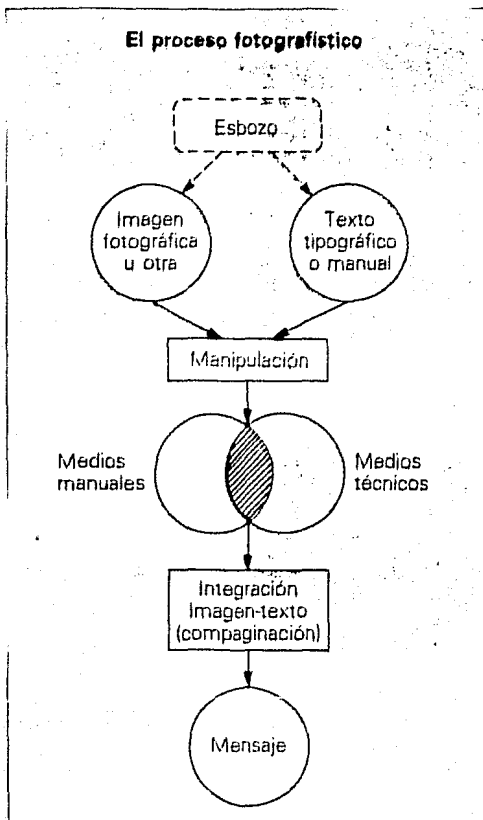 El proceso fotografístico
Esbozo
Imagen
fotográfica
u otra
Texto
tipográfico
o manual
Manipulación
Medios
manuales
Medios
técnicos
Integración
Imagen-texto
(compaginación)
Mensaje